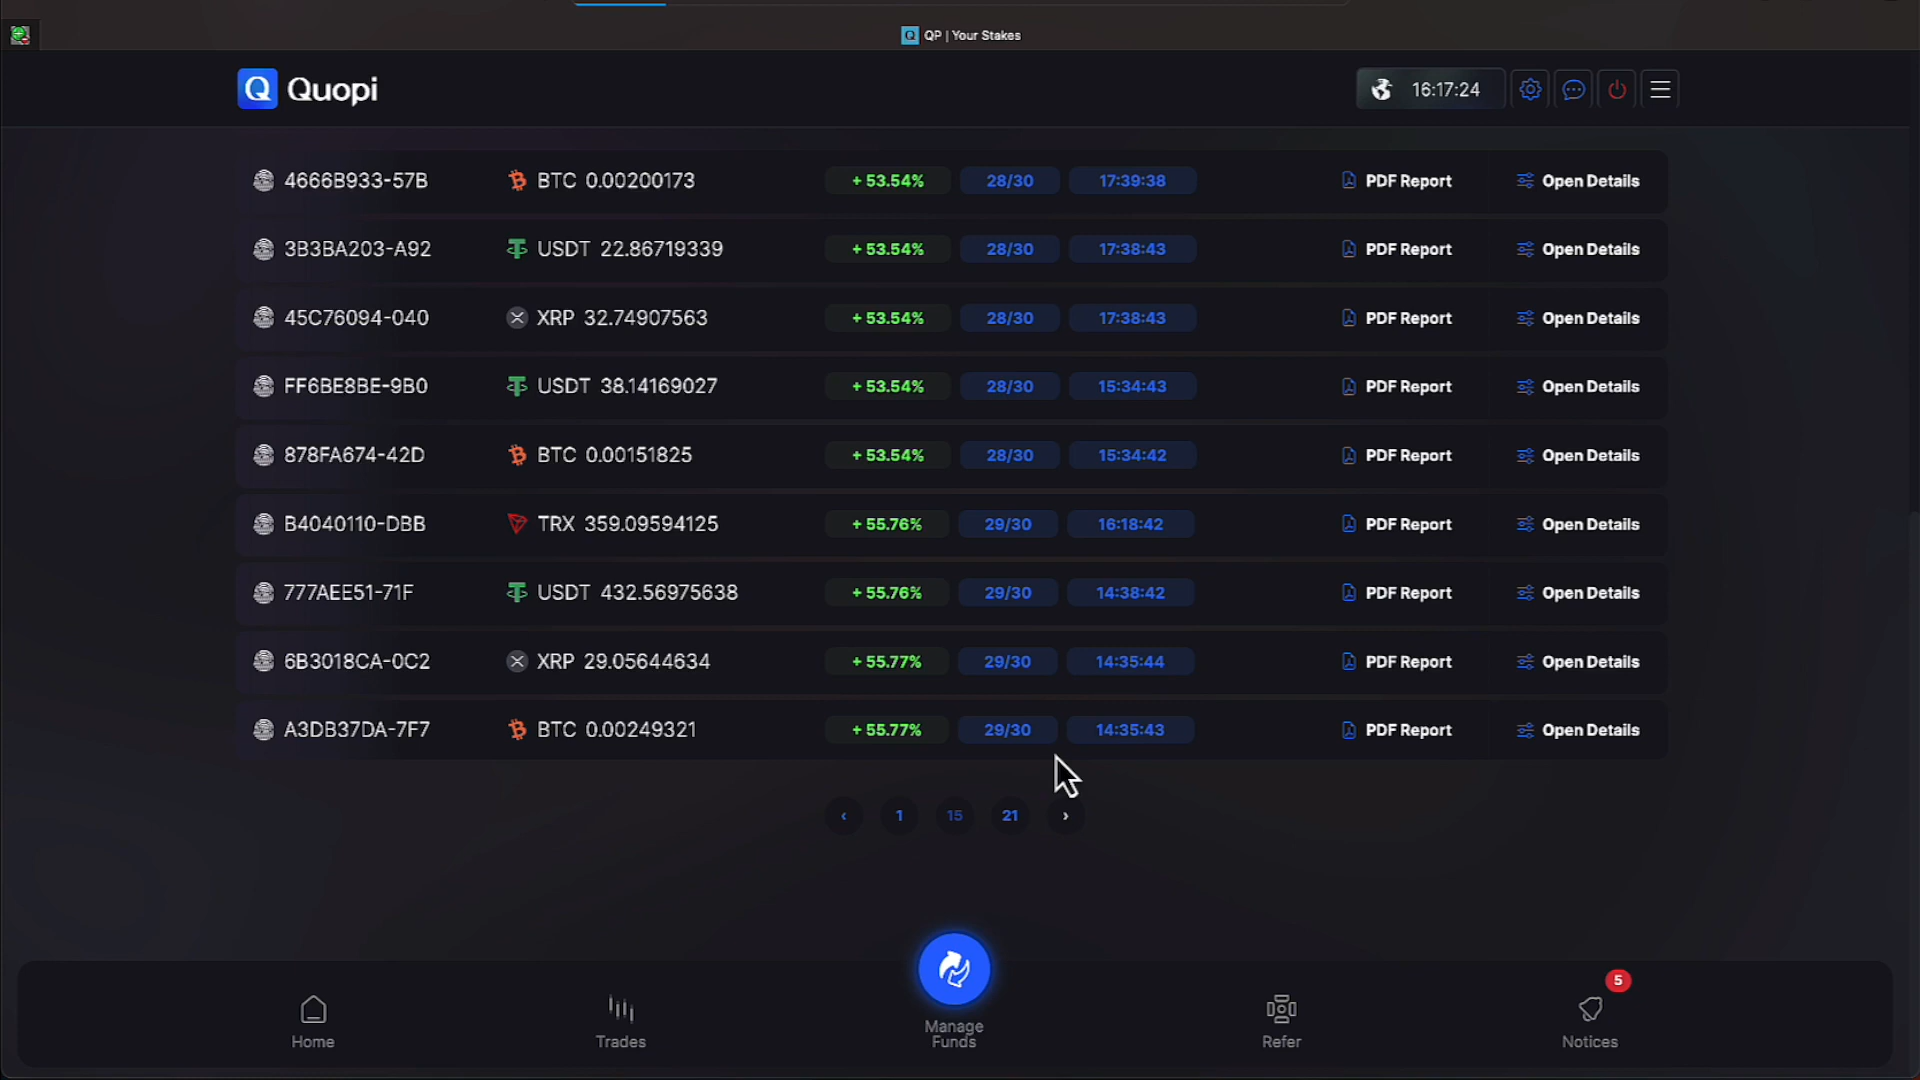 QP | Your Stakes
Q Quopi 16:17:24
4666B933-57B BTC 0.00200173 + 53.54% 28/30 17:39:38 PDF Report Open Details
3B3BA203-A92 USDT 22.86719339 + 53.54% 28/30 17:38:43 PDF Report Open Details
45C76094-040 XRP 32.74907563 + 53.54% 28/30 17:38:43 PDF Report Open Details
FF6BE8BE-9B0 USDT 38.14169027 + 53.54% 28/30 15:34:43 PDF Report Open Details
878FA674-42D BTC 0.00151825 + 53.54% 28/30 15:34:42 PDF Report Open Details
B4040110-DBB TRX 359.09594125 + 55.76% 29/30 16:18:42 PDF Report Open Details
777AEE51-71F USDT 432.56975638 + 55.76% 29/30 14:38:42 PDF Report Open Details
6B3018CA-0C2 XRP 29.05644634 + 55.77% 29/30 14:35:44 PDF Report Open Details
A3DB37DA-7F7 BTC 0.00249321 + 55.77% 29/30 14:35:43 PDF Report Open Details
‹ 1 15 21 ›
5
Home Trades Manage Funds Refer Notices